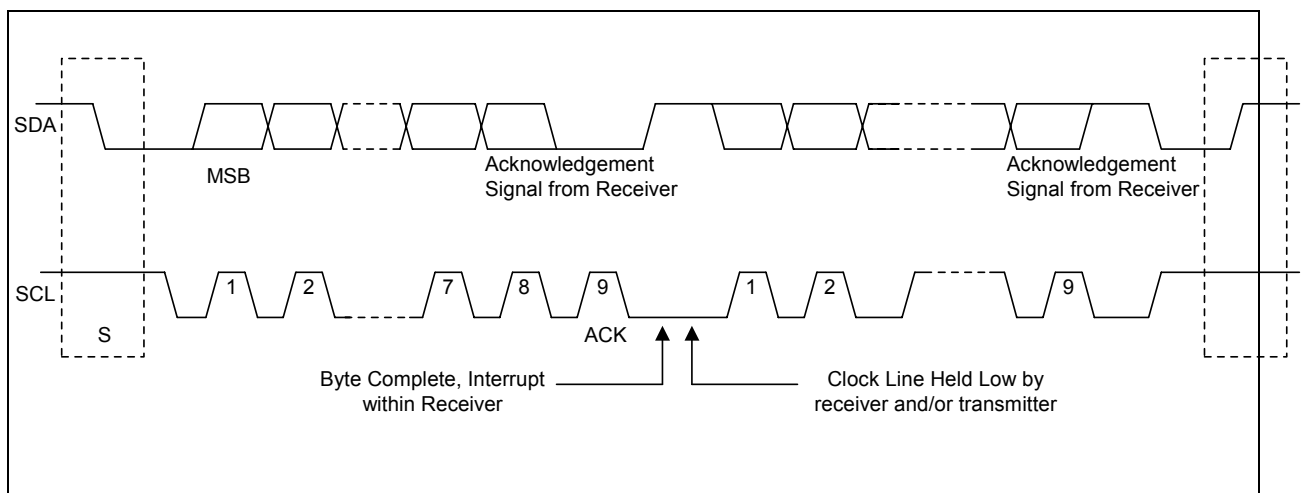 SDA
MSB
Acknowledgement
Signal from Receiver
Acknowledgement
Signal from Receiver
SCL
1
2
7
8
9
1
2
9
S
ACK
Byte Complete, Interrupt
within Receiver
Clock Line Held Low by
receiver and/or transmitter